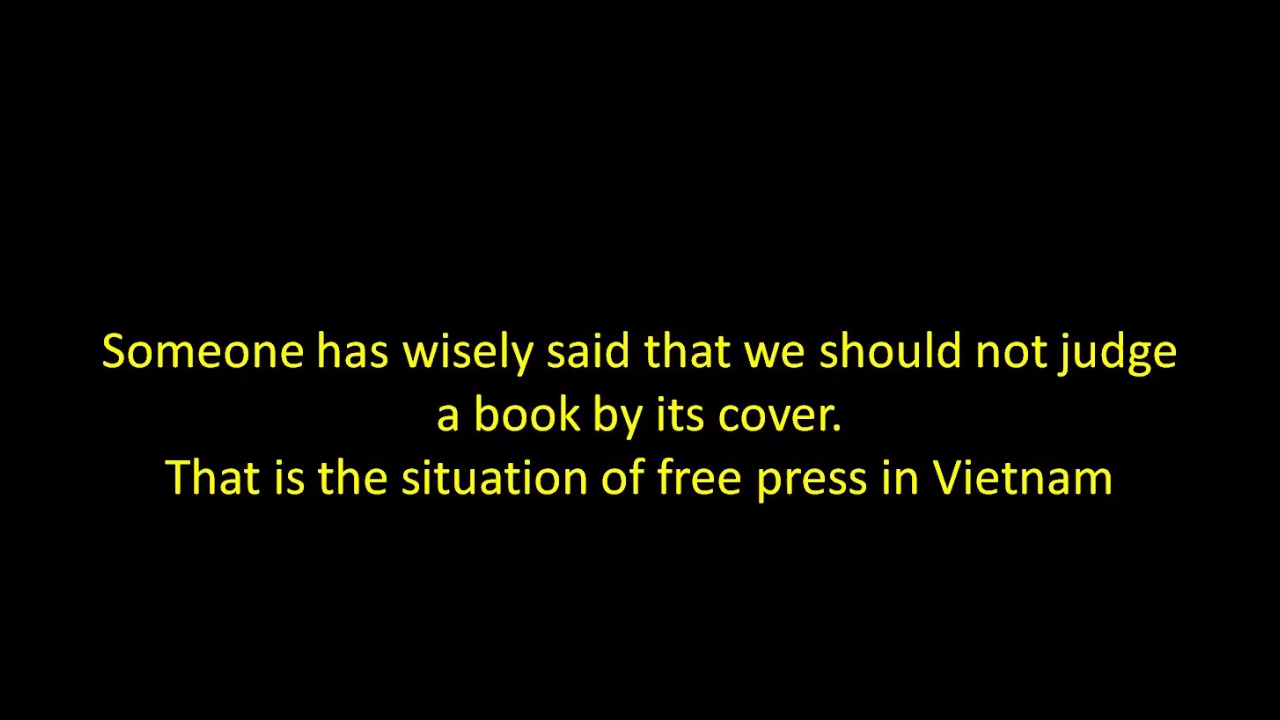 Someone has wisely said that we should not judge
a book by its cover.
That is the situation of free press in Vietnam